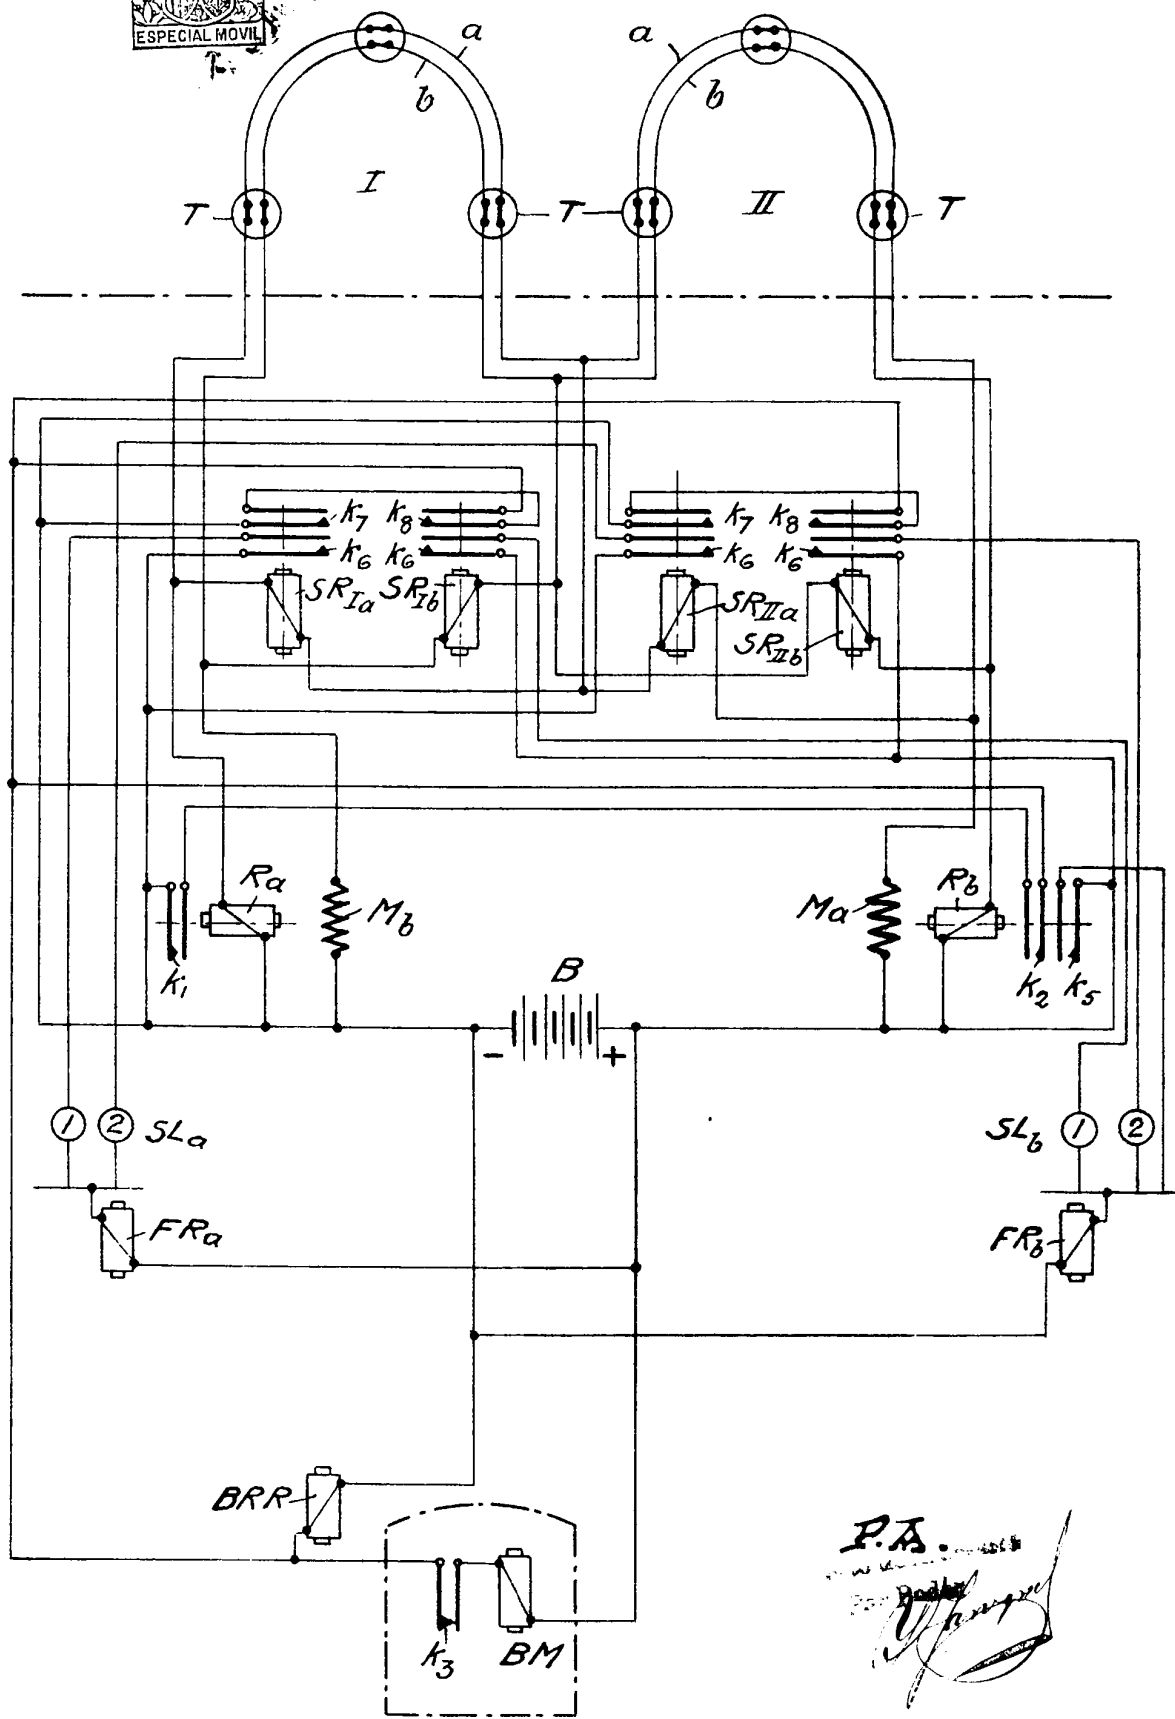 ESPECIAL MOVIL
a a
b b
I II
T T T T
k7 k8 k7 k8
k6 k6 k6 k6
SRIa SRIb SRIIa
SRIIb
Ra Mb Ma Rb
k1 B k2 k5
- +
1 2 SLa SLb 1 2
FRa FRb
BRR
P.A.
k3 BM